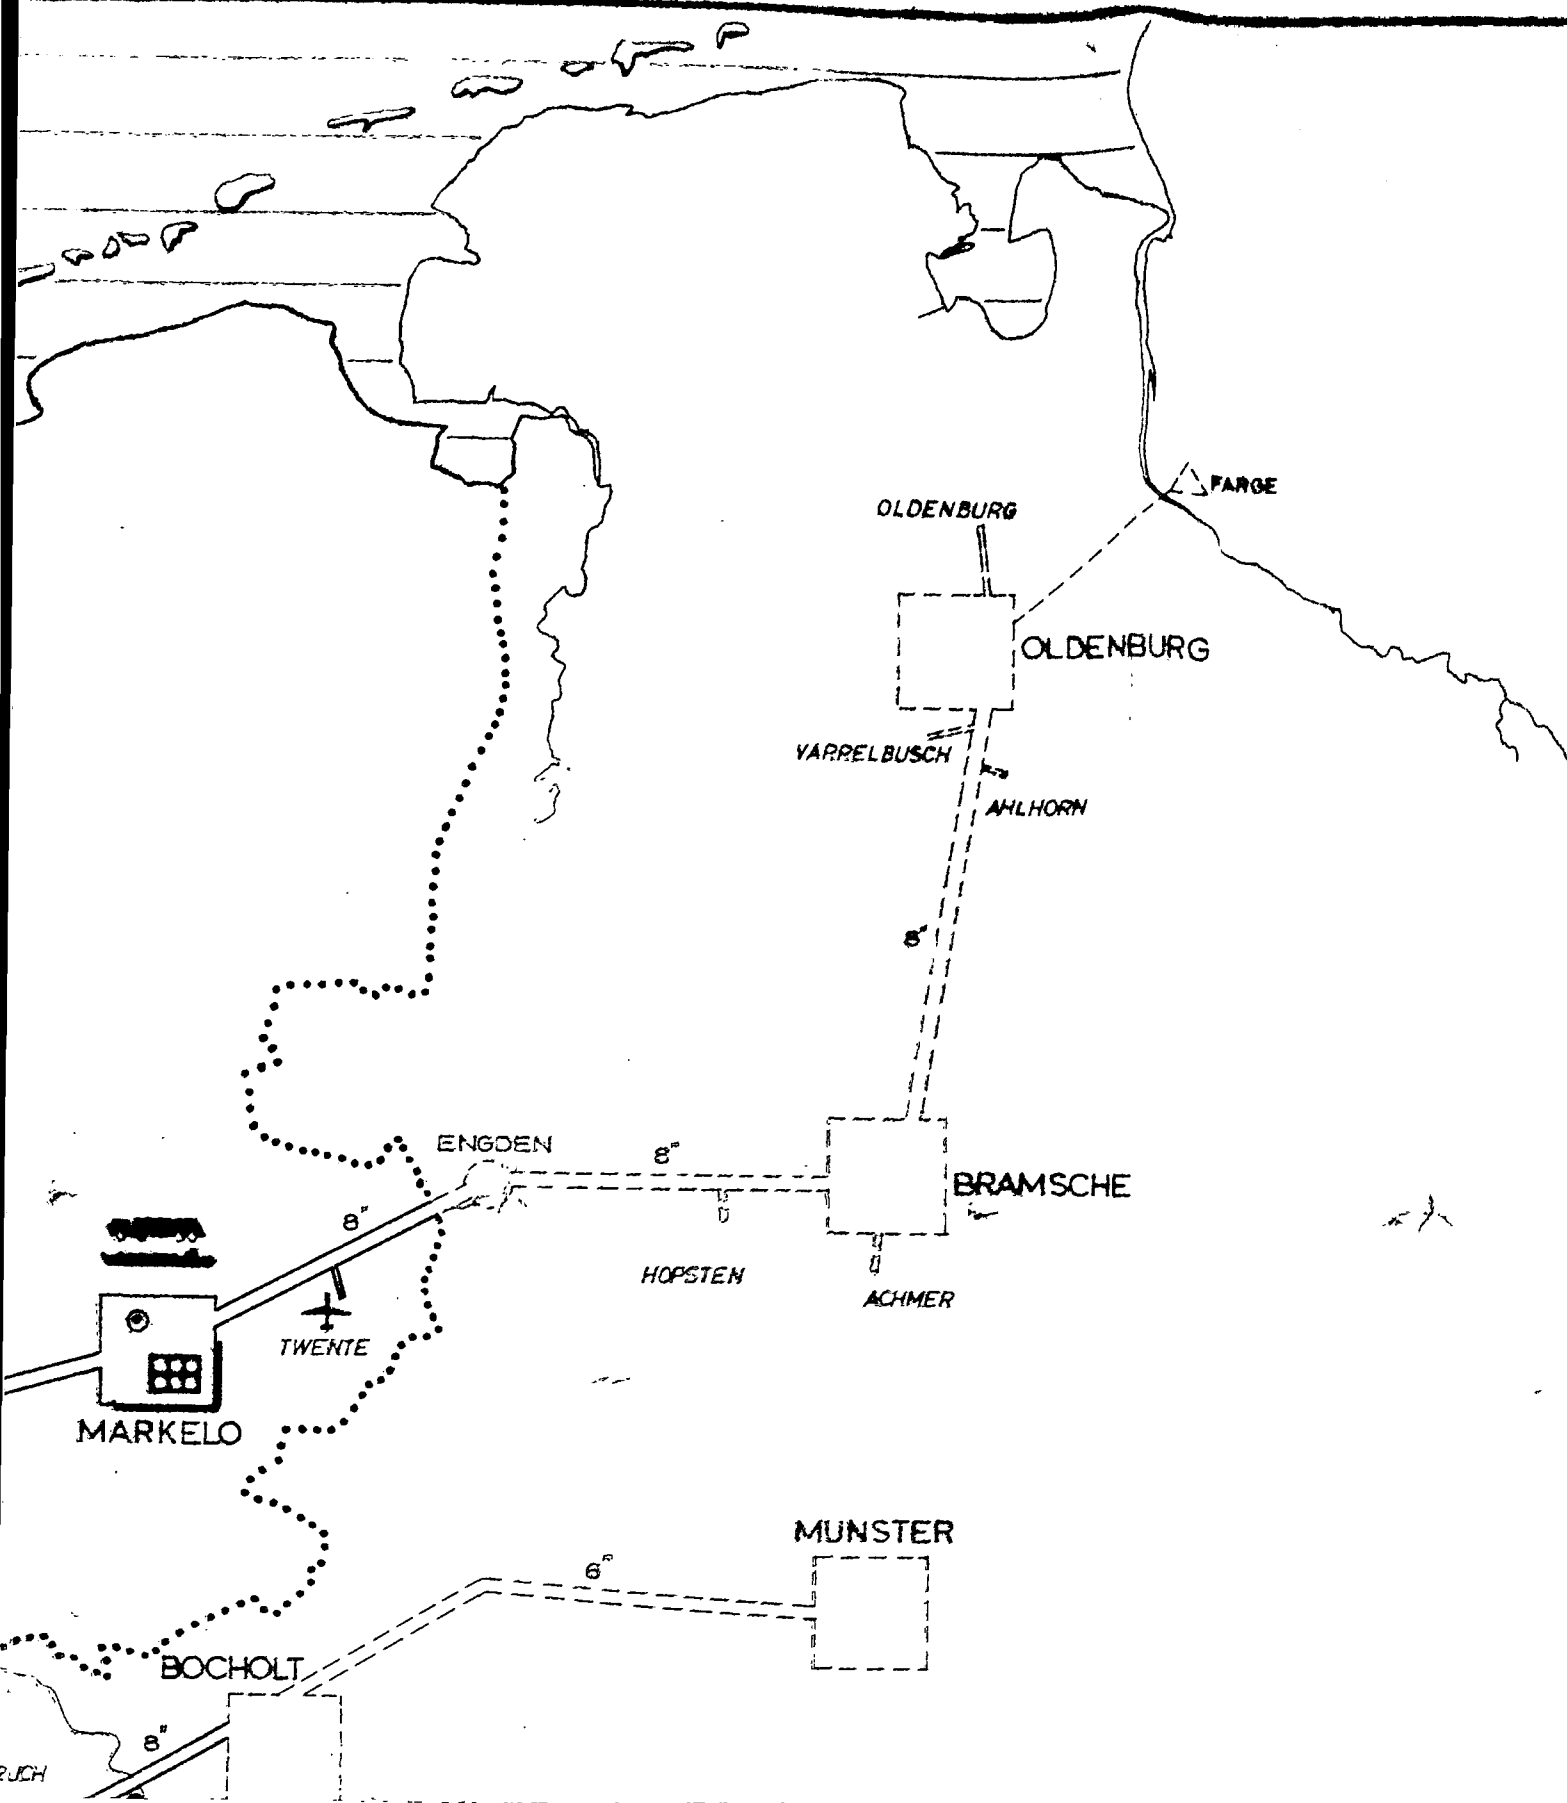 FARGE
OLDENBURG
OLDENBURG
VARRELBUSCH
AHLHORN
8"
ENGDEN
8"
BRAMSCHE
8"
HOPSTEN
ACHMER
TWENTE
MARKELO
MUNSTER
6"
BOCHOLT
8"